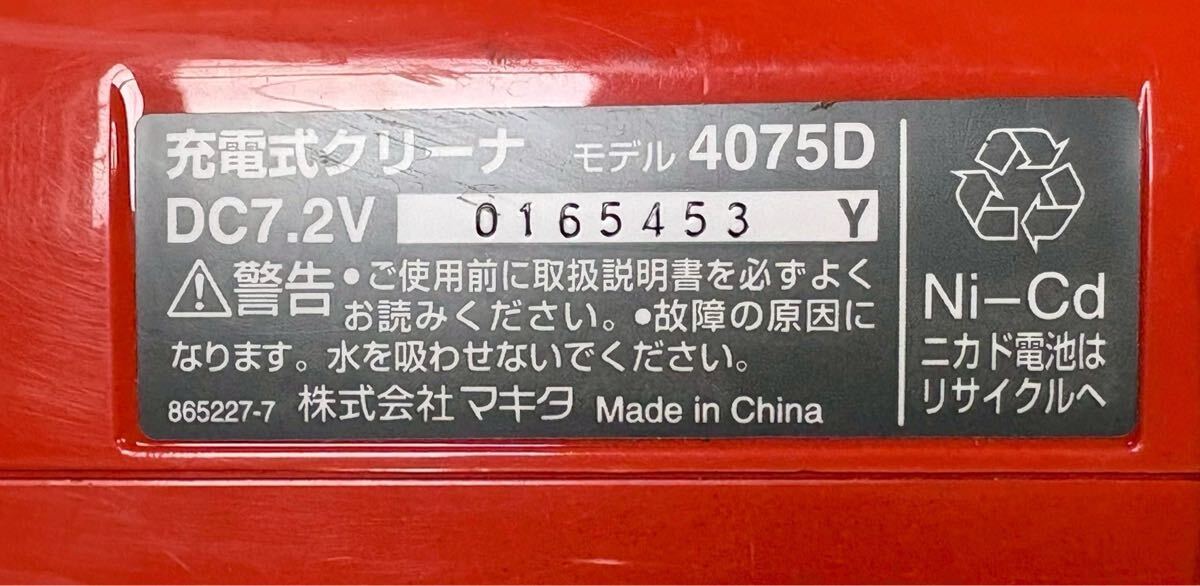 充電式クリーナ モデル 4075D
DC7.2V 0165453 Y
⚠警告 •ご使用前に取扱説明書を必ずよく
お読みください。•故障の原因に
なります。水を吸わせないでください。
865227-7 株式会社マキタ Made in China
Ni-Cd
ニカド電池は
リサイクルへ